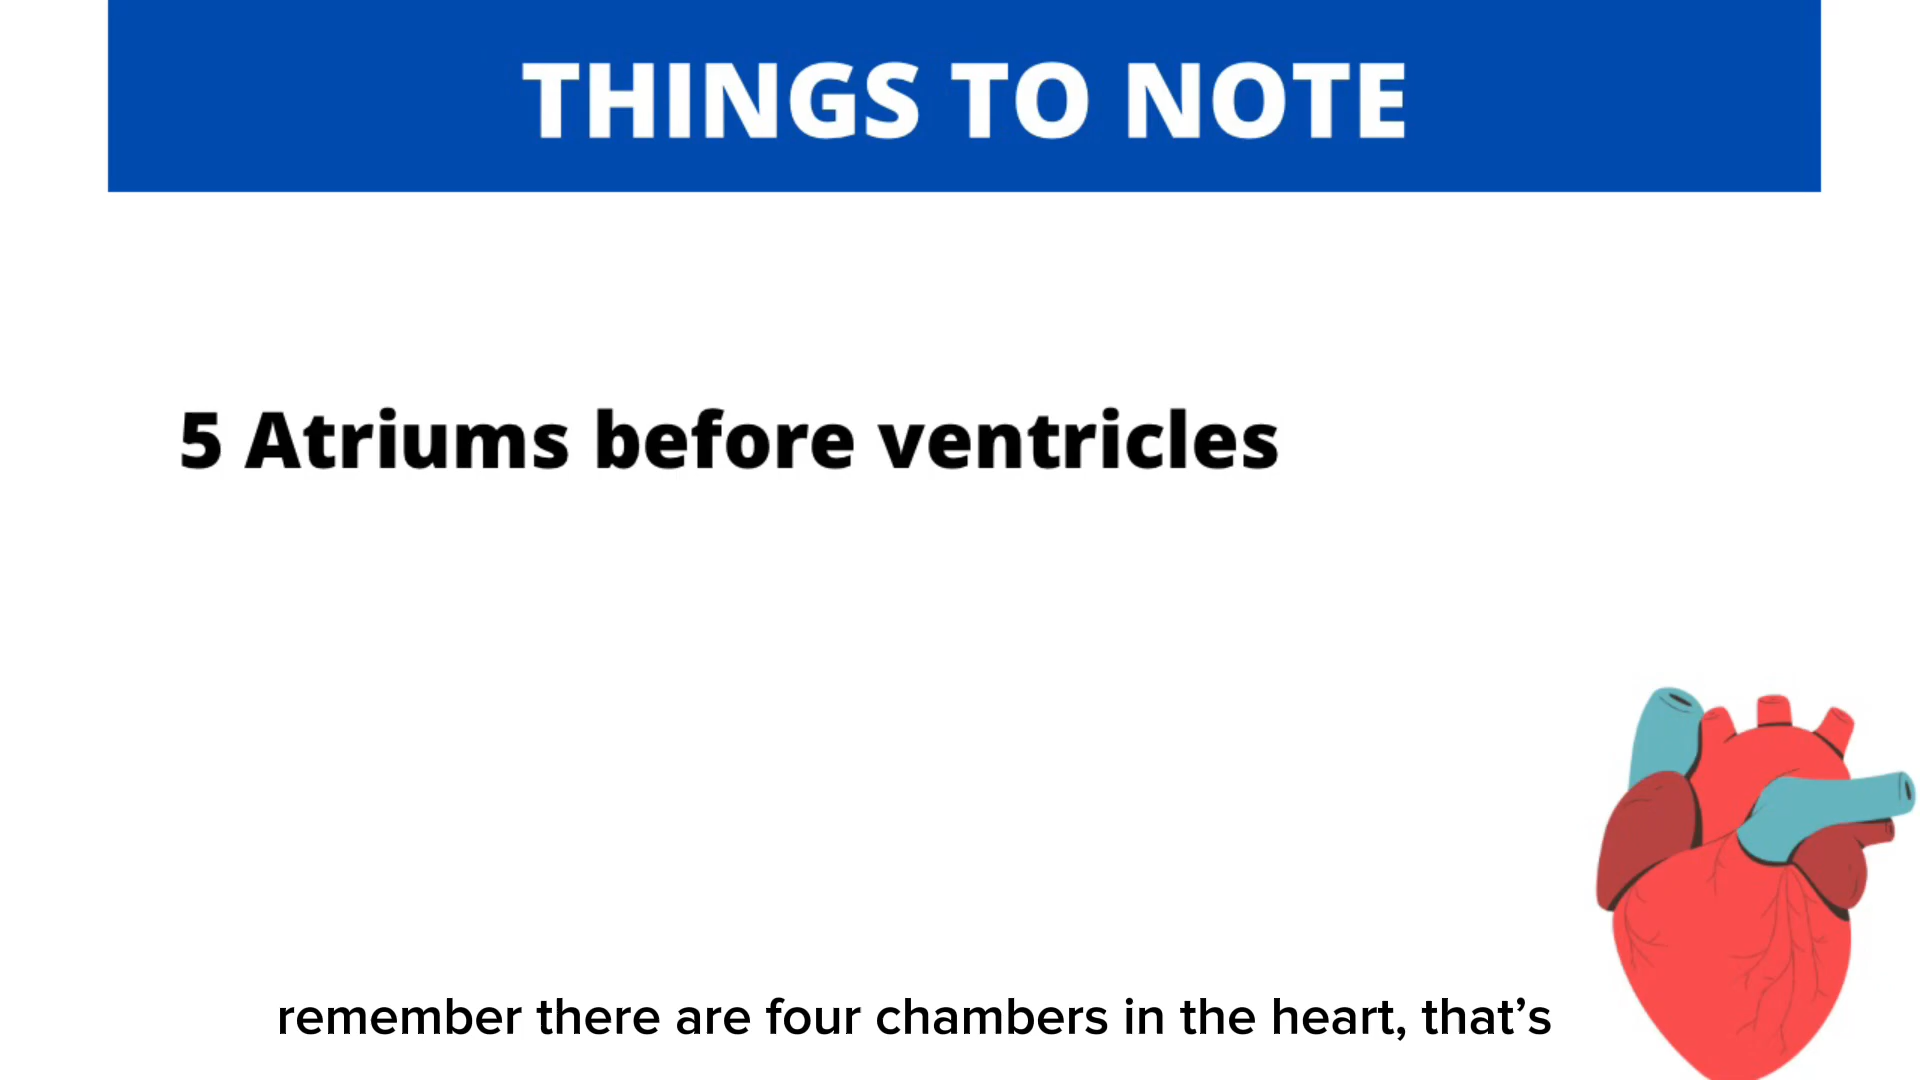 THINGS TO NOTE
5 Atriums before ventricles
remember there are four chambers in the heart, that’s